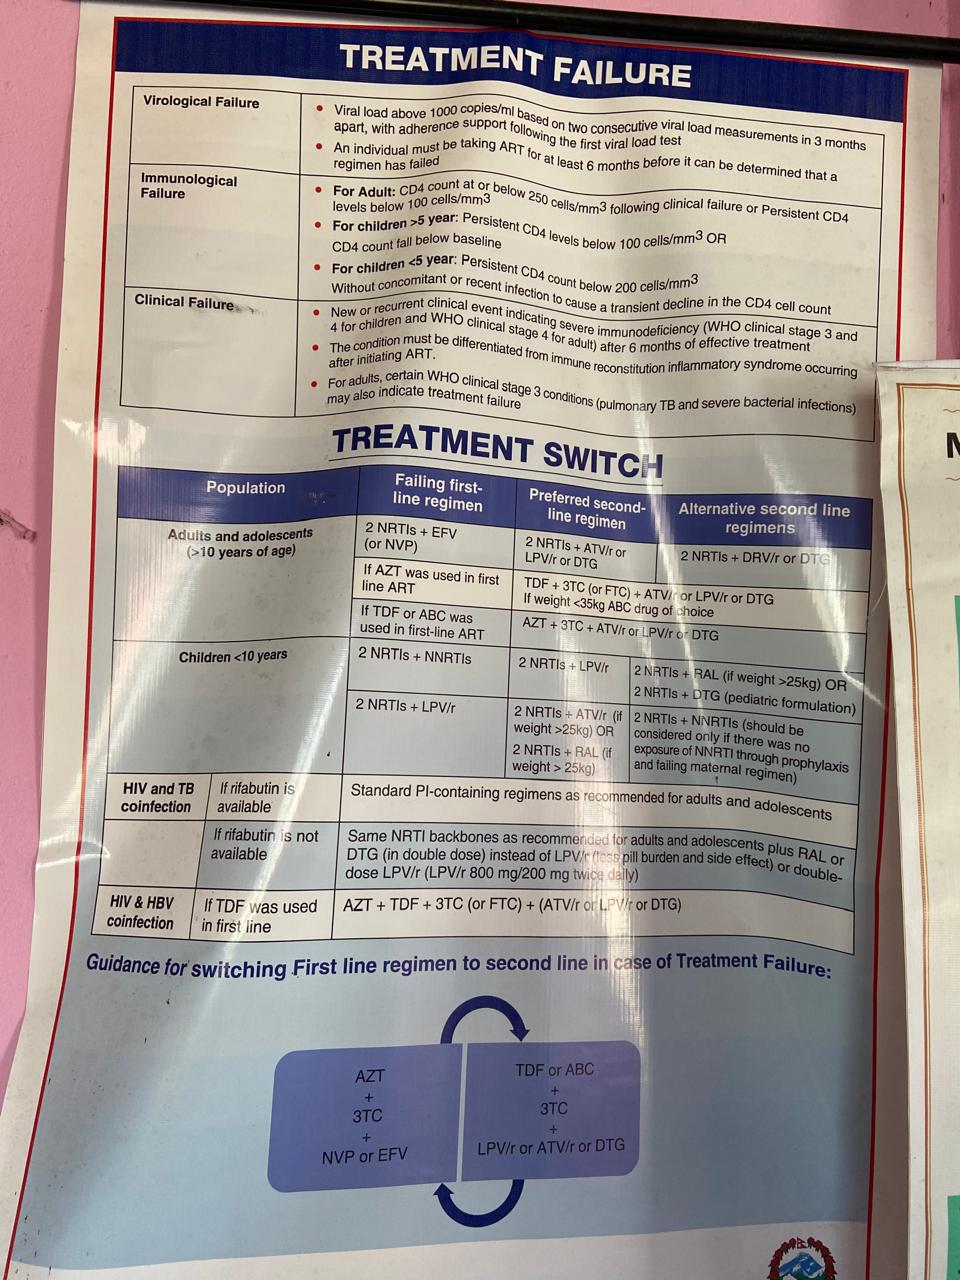 TREATMENT FAILURE
Virological Failure
• Viral load above 1000 copies/ml based on two consecutive viral load measurements in 3 months
apart, with adherence support following the first viral load test
• An individual must be taking ART for at least 6 months before it can be determined that a
regimen has failed
Immunological
Failure
• For Adult: CD4 count at or below 250 cells/mm3 following clinical failure or Persistent CD4
levels below 100 cells/mm3
• For children >5 year: Persistent CD4 levels below 100 cells/mm3 OR
CD4 count fall below baseline
• For children <5 year: Persistent CD4 count below 200 cells/mm3
Without concomitant or recent infection to cause a transient decline in the CD4 cell count
Clinical Failure
• New or recurrent clinical event indicating severe immunodeficiency (WHO clinical stage 3 and
4 for children and WHO clinical stage 4 for adult) after 6 months of effective treatment
• The condition must be differentiated from immune reconstitution inflammatory syndrome occurring
after initiating ART.
• For adults, certain WHO clinical stage 3 conditions (pulmonary TB and severe bacterial infections)
may also indicate treatment failure
TREATMENT SWITCH
Population
Failing first-
line regimen
Preferred second-
line regimen
Alternative second line
regimens
Adults and adolescents
(>10 years of age)
2 NRTIs + EFV
(or NVP)
2 NRTIs + ATV/r or
LPV/r or DTG
2 NRTIs + DRV/r or DTG
If AZT was used in first
line ART
TDF + 3TC (or FTC) + ATV/r or LPV/r or DTG
If weight <35kg ABC drug of choice
If TDF or ABC was
used in first-line ART
AZT + 3TC + ATV/r or LPV/r or DTG
Children <10 years
2 NRTIs + NNRTIs
2 NRTIs + LPV/r
2 NRTIs + RAL (if weight >25kg) OR
2 NRTIs + DTG (pediatric formulation)
2 NRTIs + LPV/r
2 NRTIs + ATV/r (if
weight >25kg) OR
2 NRTIs + RAL (if
weight > 25kg)
2 NRTIs + NNRTIs (should be
considered only if there was no
exposure of NNRTI through prophylaxis
and failing maternal regimen)
HIV and TB
coinfection
If rifabutin is
available
Standard PI-containing regimens as recommended for adults and adolescents
If rifabutin is not
available
Same NRTI backbones as recommended for adults and adolescents plus RAL or
DTG (in double dose) instead of LPV/r (less pill burden and side effect) or double-
dose LPV/r (LPV/r 800 mg/200 mg twice daily)
HIV & HBV
coinfection
If TDF was used
in first line
AZT + TDF + 3TC (or FTC) + (ATV/r or LPV/r or DTG)
Guidance for switching First line regimen to second line in case of Treatment Failure:
AZT
+
3TC
+
NVP or EFV
TDF or ABC
+
3TC
+
LPV/r or ATV/r or DTG